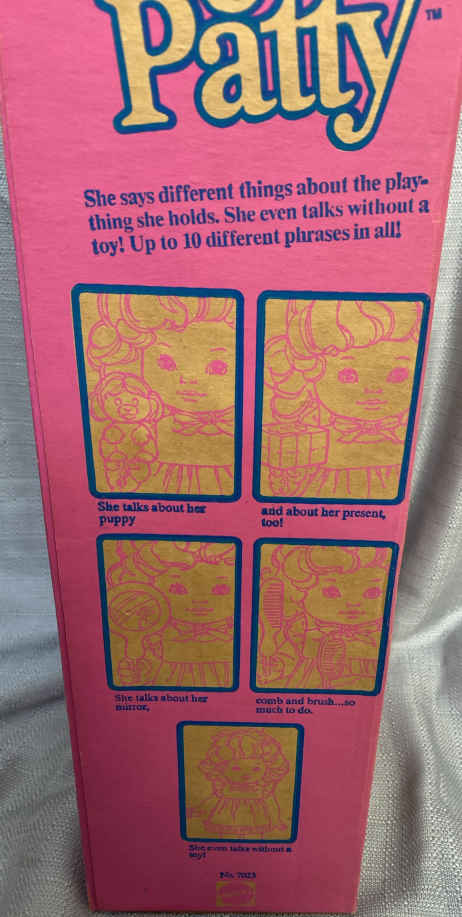 Patty™
She says different things about the play-
thing she holds. She even talks without a
toy! Up to 10 different phrases in all!
She talks about her
puppy
and about her present,
too!
She talks about her
mirror,
comb and brush...so
much to do.
She even talks without a
toy!
No. 7023